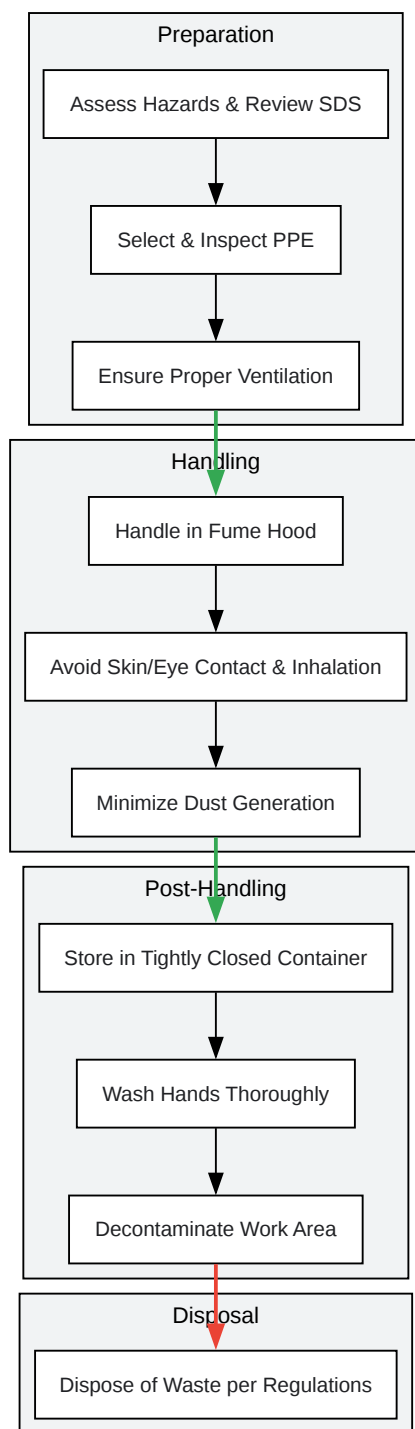 Preparation
Assess Hazards & Review SDS
Select & Inspect PPE
Ensure Proper Ventilation
Handling
Handle in Fume Hood
Avoid Skin/Eye Contact & Inhalation
Minimize Dust Generation
Post-Handling
Store in Tightly Closed Container
Wash Hands Thoroughly
Decontaminate Work Area
Disposal
Dispose of Waste per Regulations